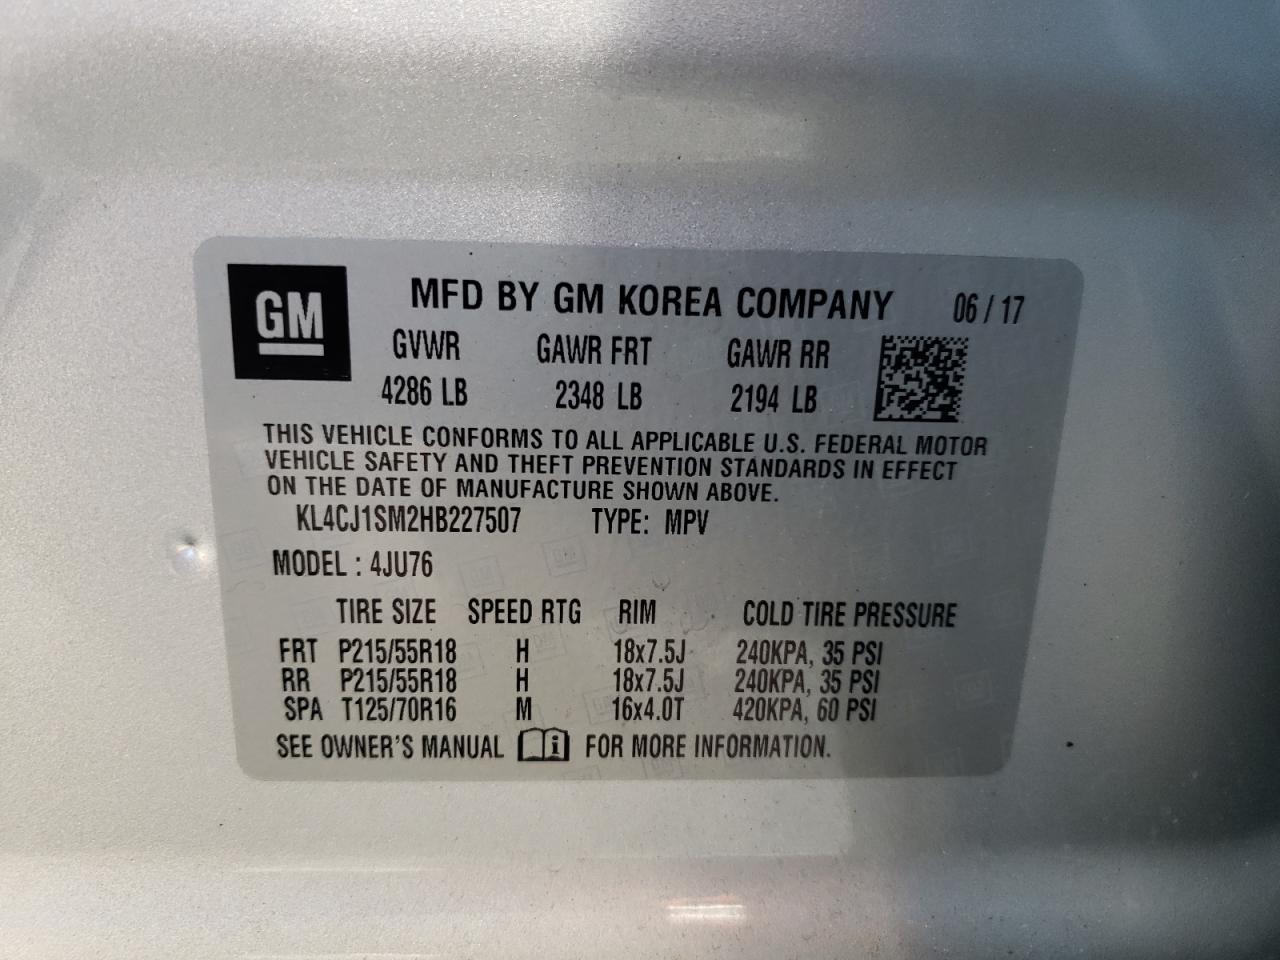 GM MFD BY GM KOREA COMPANY 06 / 17
GVWR GAWR FRT GAWR RR
4286 LB 2348 LB 2194 LB
THIS VEHICLE CONFORMS TO ALL APPLICABLE U.S. FEDERAL MOTOR
VEHICLE SAFETY AND THEFT PREVENTION STANDARDS IN EFFECT
ON THE DATE OF MANUFACTURE SHOWN ABOVE.
KL4CJ1SM2HB227507 TYPE: MPV
MODEL : 4JU76
TIRE SIZE SPEED RTG RIM COLD TIRE PRESSURE
FRT P215/55R18 H 18x7.5J 240KPA, 35 PSI
RR P215/55R18 H 18x7.5J 240KPA, 35 PSI
SPA T125/70R16 M 16x4.0T 420KPA, 60 PSI
SEE OWNER'S MANUAL i FOR MORE INFORMATION.